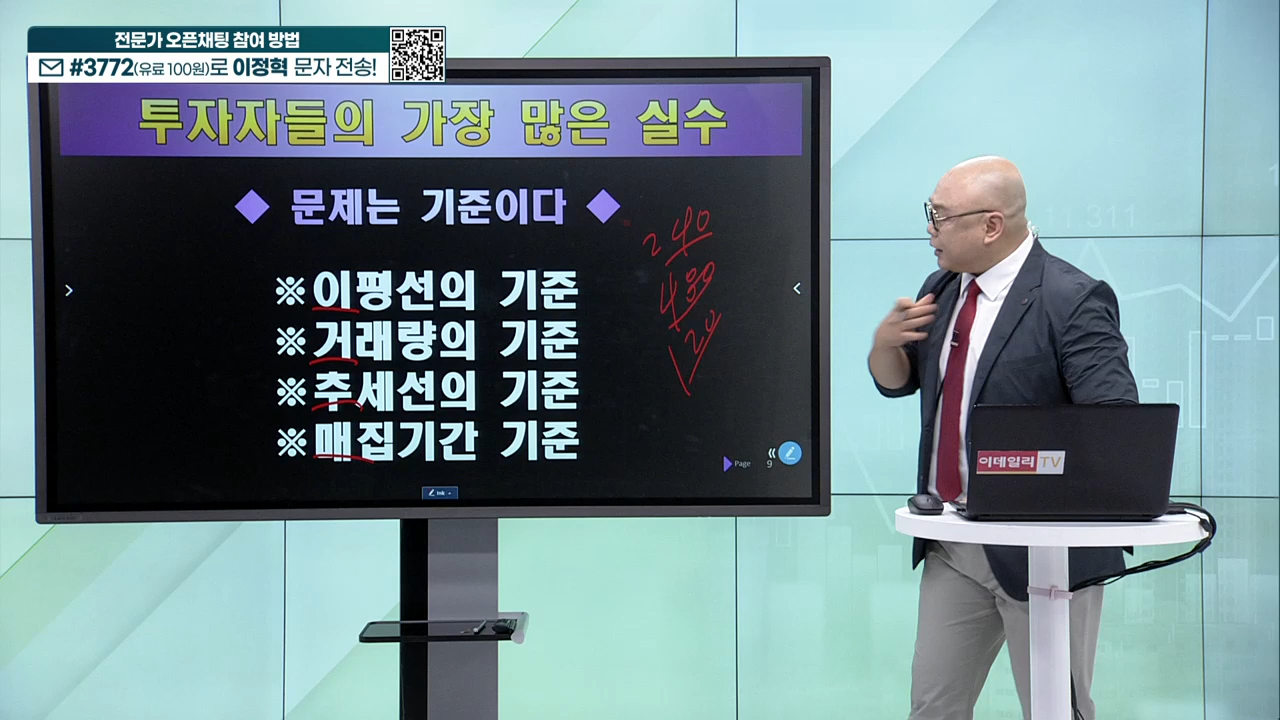 전문가 오픈채팅 참여 방법
#3772(유료 100원)로 이정혁 문자 전송!
투자자들의 가장 많은 실수
◆ 문제는 기준이다 ◆
※이평선의 기준
※거래량의 기준
※추세선의 기준
※매집기간 기준
240
480
120
Page 9
Ink
이데일리TV
11,311